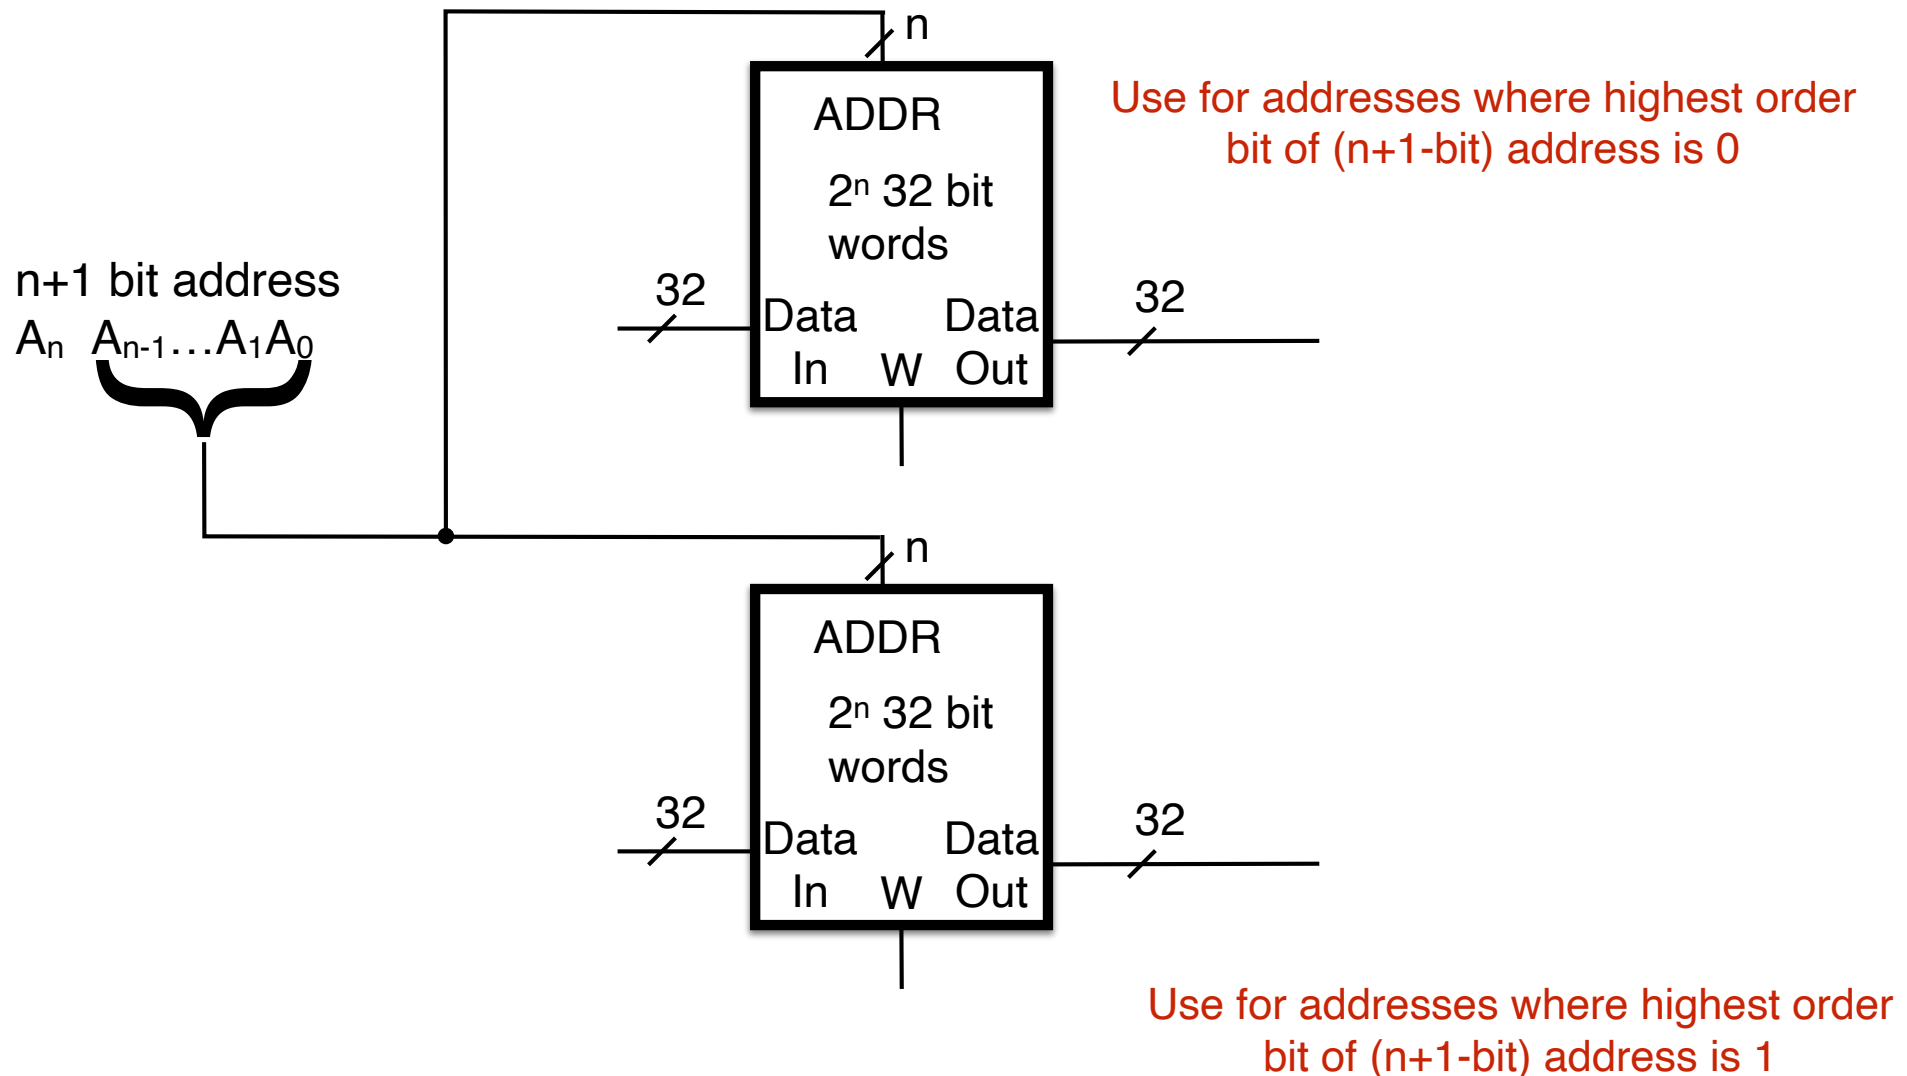 n
ADDR
2ⁿ 32 bit
words
32
Data Data
In W Out
32
Use for addresses where highest order
bit of (n+1-bit) address is 0
n+1 bit address
Aₙ Aₙ₋₁…A₁A₀
n
ADDR
2ⁿ 32 bit
words
32
Data Data
In W Out
32
Use for addresses where highest order
bit of (n+1-bit) address is 1